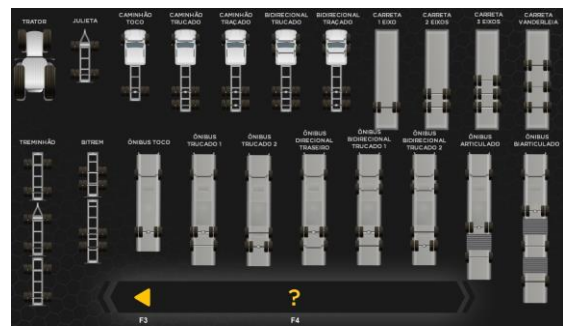 TRATOR
JULIETA
CAMINHÃO
TOCO
CAMINHÃO
TRUCADO
CAMINHÃO
TRAÇADO
BIDIRECIONAL
TRUCADO
BIDIRECIONAL
TRAÇADO
CARRETA
1 EIXO
CARRETA
2 EIXOS
CARRETA
3 EIXOS
CARRETA
VANDERLEIA
TREMINHÃO
BITREM
ÔNIBUS TOCO
ÔNIBUS
TRUCADO 1
ÔNIBUS
TRUCADO 2
ÔNIBUS
DIRECIONAL
TRASEIRO
ÔNIBUS
BIDIRECIONAL
TRUCADO 1
ÔNIBUS
BIDIRECIONAL
TRUCADO 2
ÔNIBUS
ARTICULADO
ÔNIBUS
BIARTICULADO
?
F3
F4